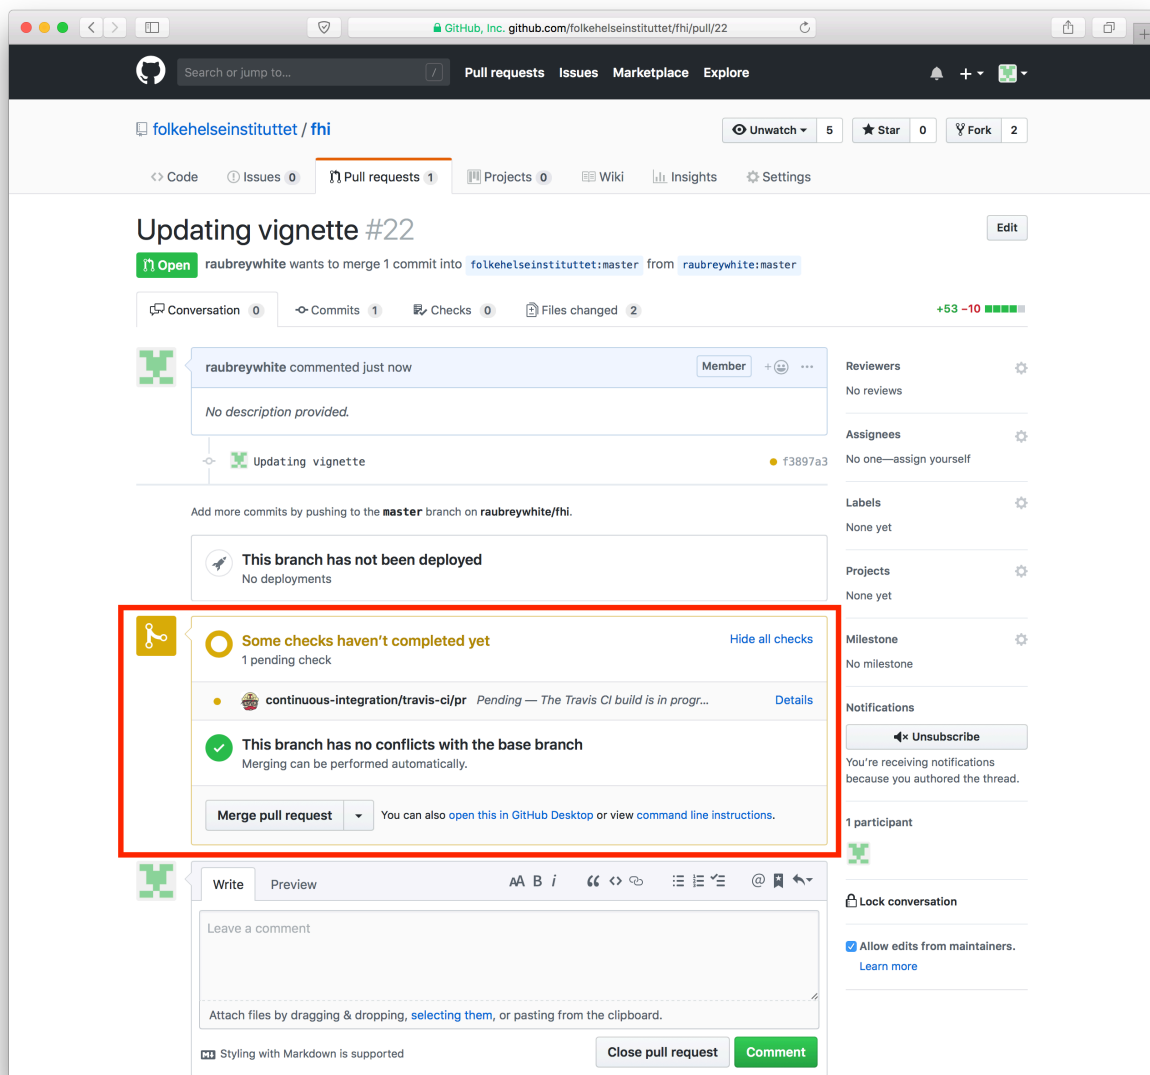 GitHub, Inc. github.com/folkehelseinstituttet/fhi/pull/22
Search or jump to... / Pull requests Issues Marketplace Explore
folkehelseinstituttet / fhi Unwatch 5 Star 0 Fork 2
<> Code Issues 0 Pull requests 1 Projects 0 Wiki Insights Settings
Updating vignette #22 Edit
Open raubreywhite wants to merge 1 commit into folkehelseinstituttet:master from raubreywhite:master
Conversation 0 Commits 1 Checks 0 Files changed 2 +53 −10
raubreywhite commented just now Member
No description provided.
Updating vignette f3897a3
Add more commits by pushing to the master branch on raubreywhite/fhi.
This branch has not been deployed
No deployments
Some checks haven't completed yet Hide all checks
1 pending check
continuous-integration/travis-ci/pr Pending — The Travis CI build is in progr... Details
This branch has no conflicts with the base branch
Merging can be performed automatically.
Merge pull request You can also open this in GitHub Desktop or view command line instructions.
Write Preview AA B i
Leave a comment
Attach files by dragging & dropping, selecting them, or pasting from the clipboard.
Styling with Markdown is supported Close pull request Comment
Reviewers
No reviews
Assignees
No one—assign yourself
Labels
None yet
Projects
None yet
Milestone
No milestone
Notifications
Unsubscribe
You're receiving notifications
because you authored the thread.
1 participant
Lock conversation
Allow edits from maintainers.
Learn more